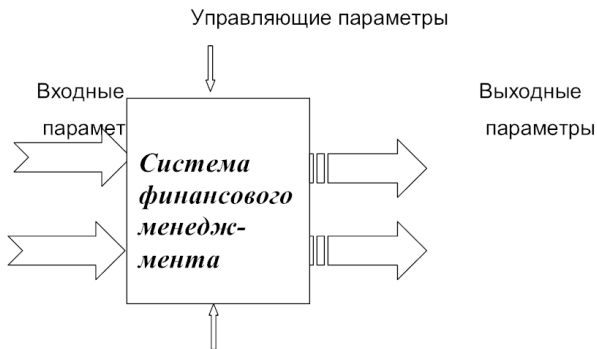 Управляющие параметры
Входные
парамет
Выходные
параметры
Система
финансового
менедж-
мента